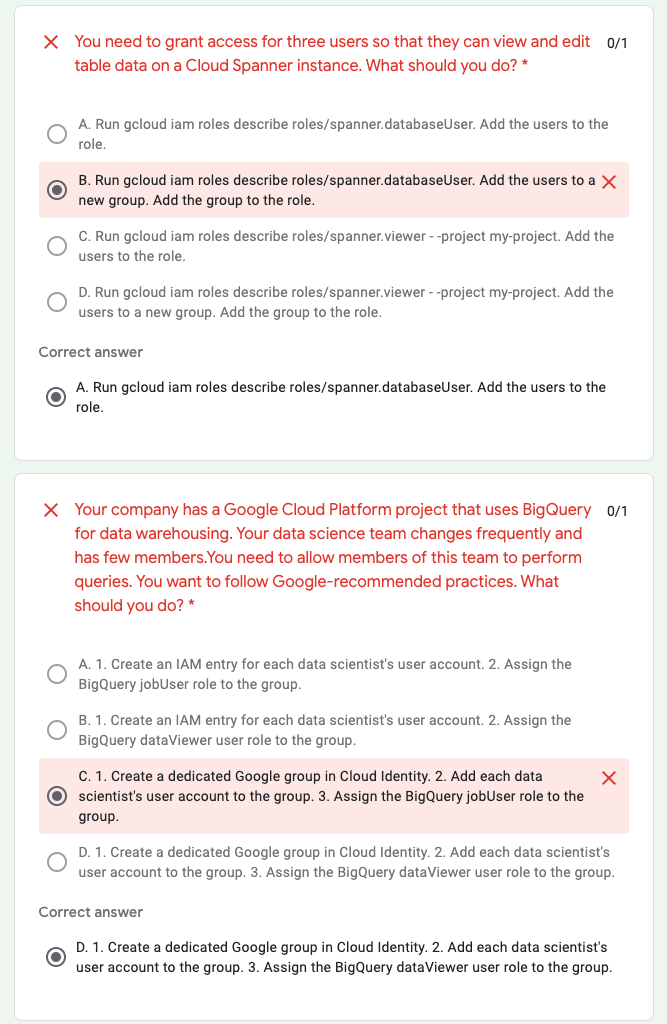 You need to grant access for three users so that they can view and edit 0/1
table data on a Cloud Spanner instance. What should you do? *
A. Run gcloud iam roles describe roles/spanner.databaseUser. Add the users to the
role.
B. Run gcloud iam roles describe roles/spanner.databaseUser. Add the users to a
new group. Add the group to the role.
C. Run gcloud iam roles describe roles/spanner.viewer - -project my-project. Add the
users to the role.
D. Run gcloud iam roles describe roles/spanner.viewer - -project my-project. Add the
users to a new group. Add the group to the role.
Correct answer
A. Run gcloud iam roles describe roles/spanner.databaseUser. Add the users to the
role.
Your company has a Google Cloud Platform project that uses BigQuery 0/1
for data warehousing. Your data science team changes frequently and
has few members.You need to allow members of this team to perform
queries. You want to follow Google-recommended practices. What
should you do? *
A. 1. Create an IAM entry for each data scientist's user account. 2. Assign the
BigQuery jobUser role to the group.
B. 1. Create an IAM entry for each data scientist's user account. 2. Assign the
BigQuery dataViewer user role to the group.
C. 1. Create a dedicated Google group in Cloud Identity. 2. Add each data
scientist's user account to the group. 3. Assign the BigQuery jobUser role to the
group.
D. 1. Create a dedicated Google group in Cloud Identity. 2. Add each data scientist's
user account to the group. 3. Assign the BigQuery dataViewer user role to the group.
Correct answer
D. 1. Create a dedicated Google group in Cloud Identity. 2. Add each data scientist's
user account to the group. 3. Assign the BigQuery dataViewer user role to the group.